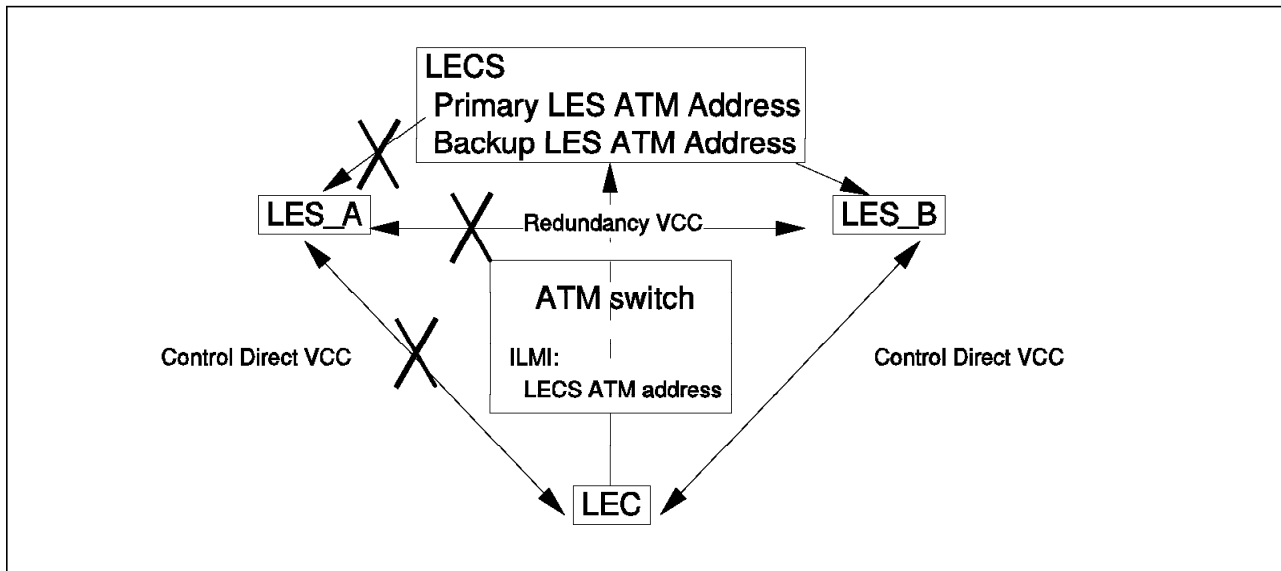 LECS
Primary LES ATM Address
Backup LES ATM Address
LES_A
Redundancy VCC
LES_B
ATM switch
Control Direct VCC
ILMI:
LECS ATM address
Control Direct VCC
LEC